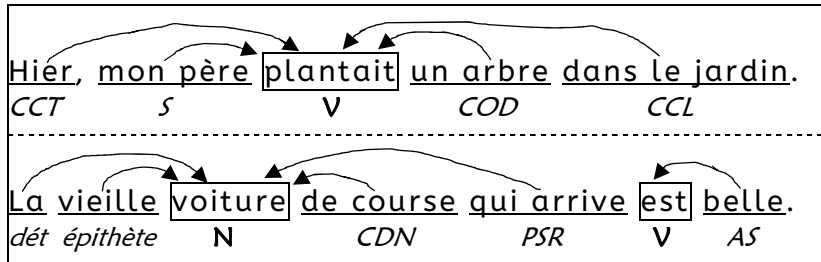 Hier, mon père plantait un arbre dans le jardin.
CCT S V COD CCL
La vieille voiture de course qui arrive est belle.
dét épithète N CDN PSR V AS